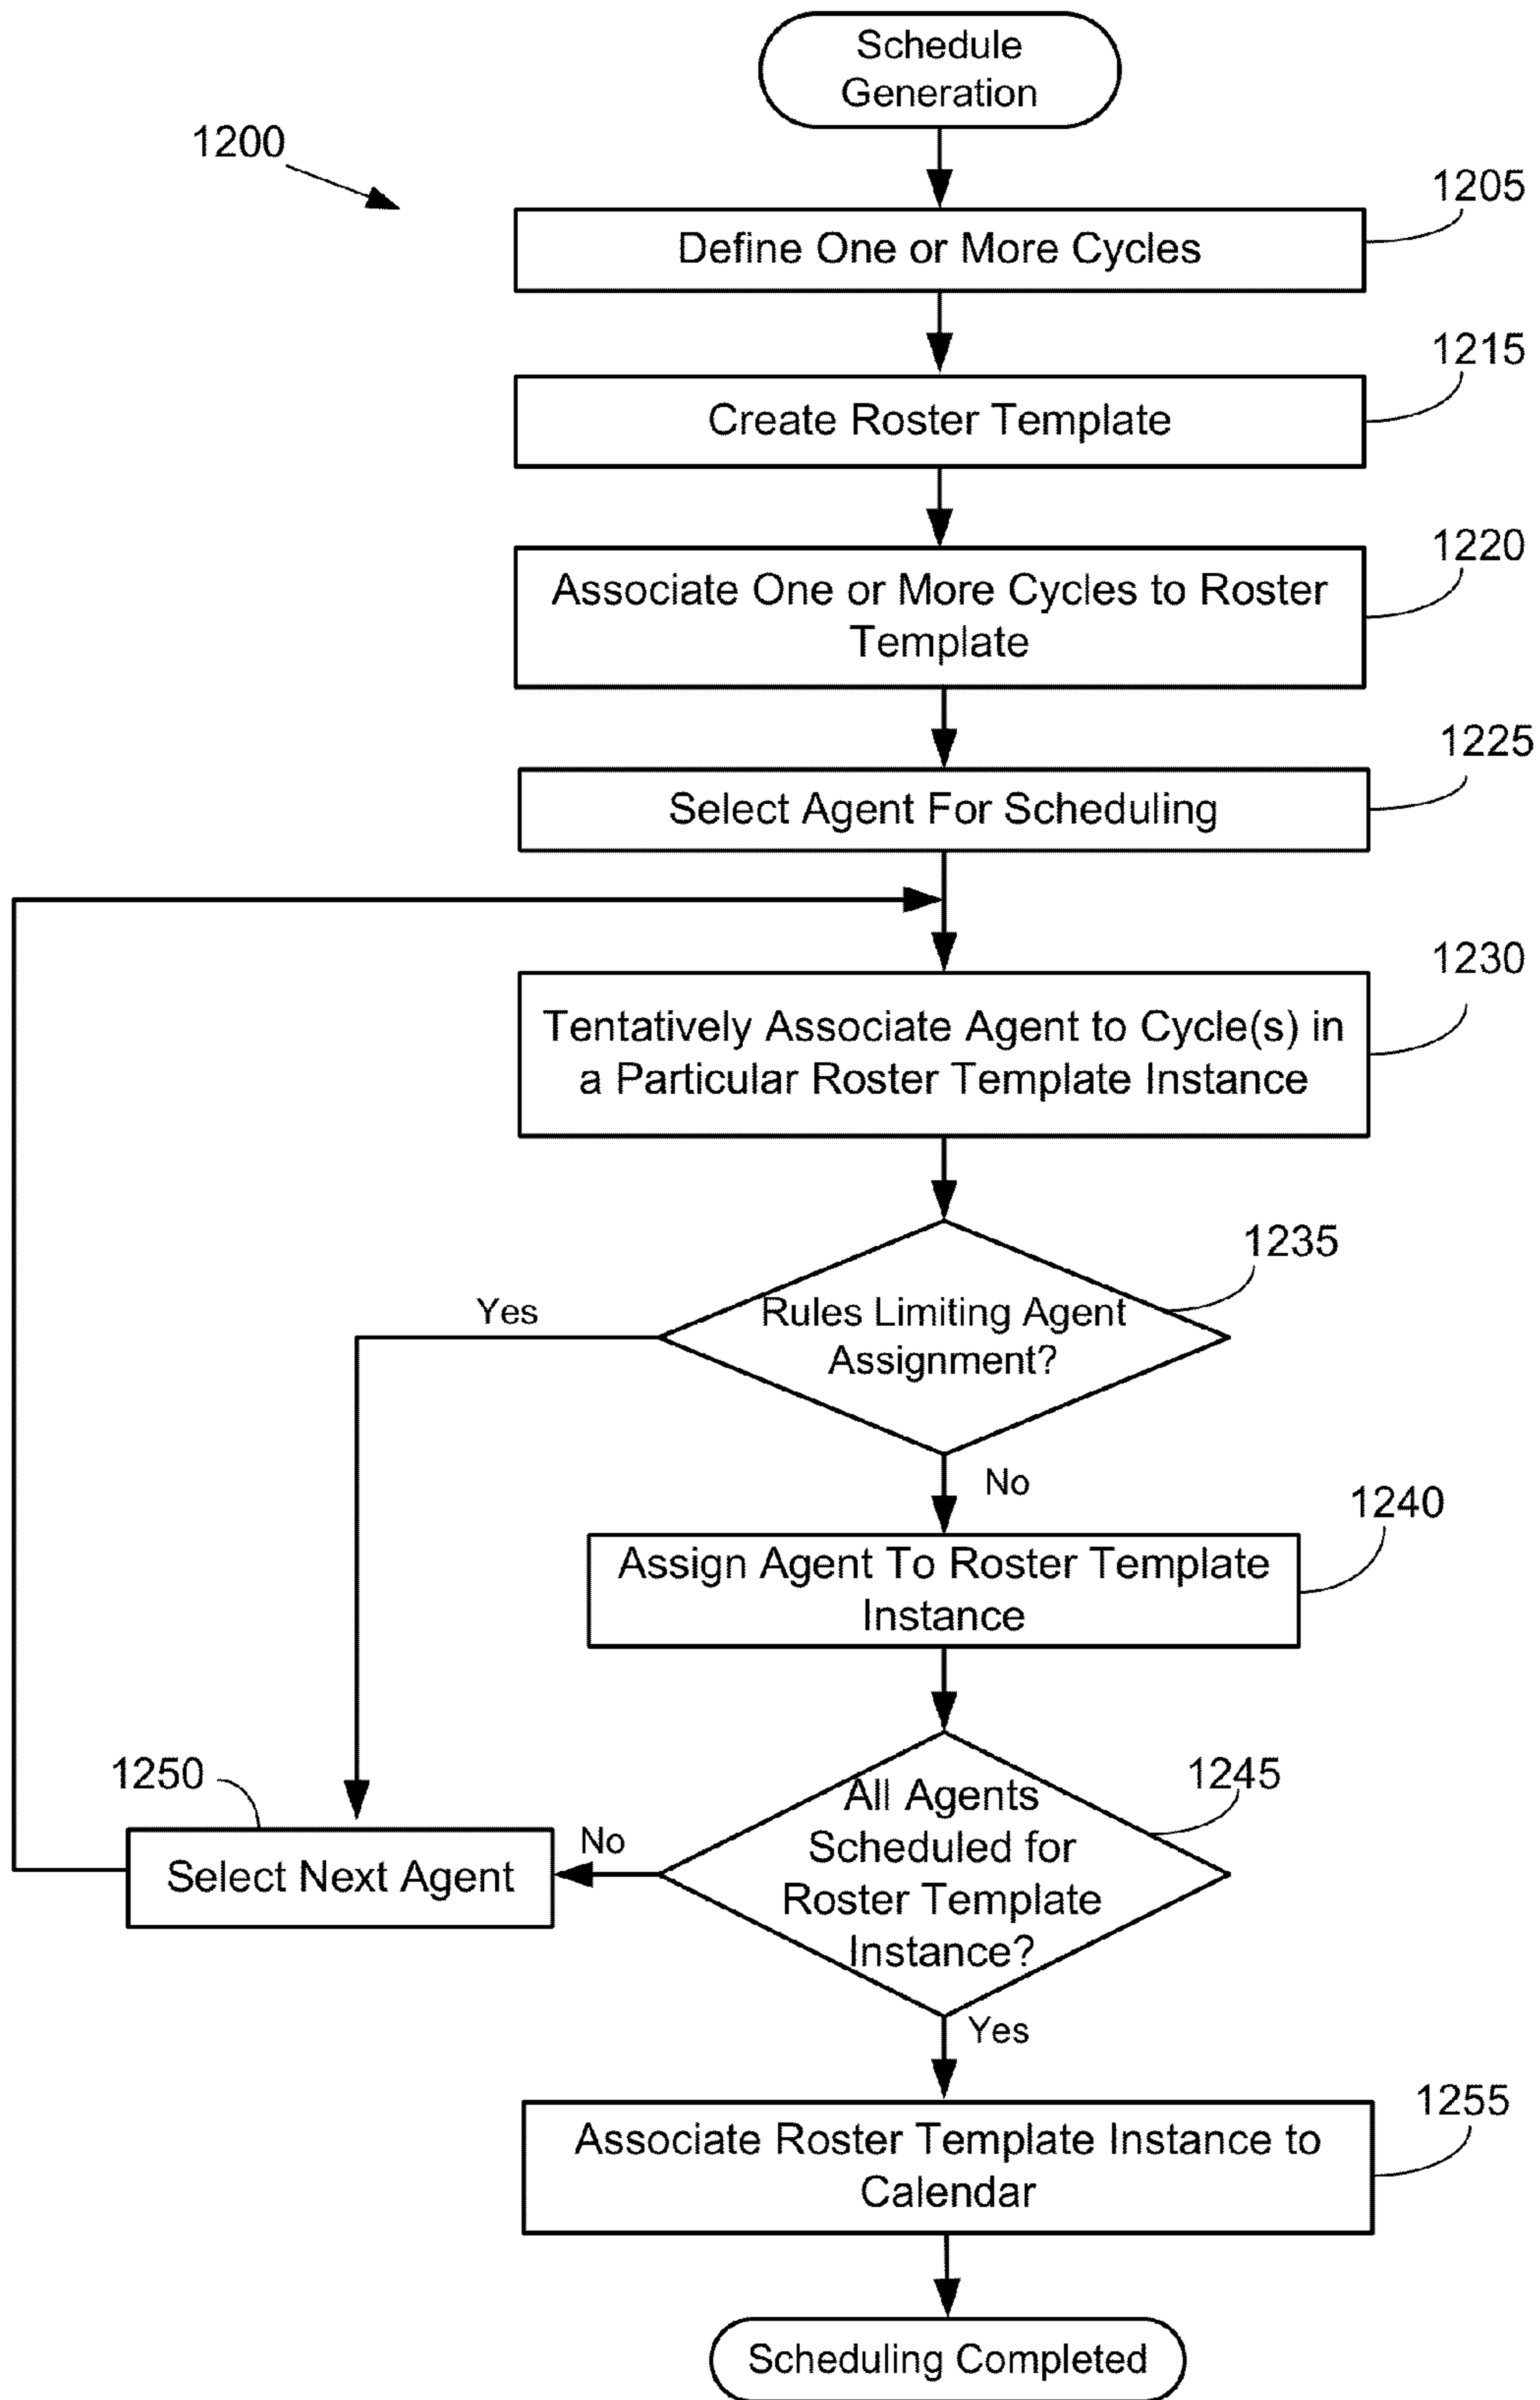 Schedule
Generation
1200
1205
Define One or More Cycles
1215
Create Roster Template
1220
Associate One or More Cycles to Roster
Template
1225
Select Agent For Scheduling
1230
Tentatively Associate Agent to Cycle(s) in
a Particular Roster Template Instance
1235
Yes
Rules Limiting Agent
Assignment?
No
1240
Assign Agent To Roster Template
Instance
1250
1245
All Agents
Scheduled for
Roster Template
Instance?
No
Select Next Agent
Yes
1255
Associate Roster Template Instance to
Calendar
Scheduling Completed